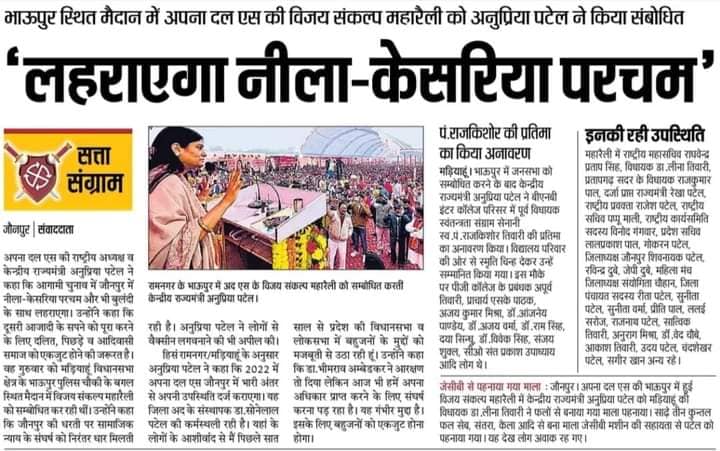 भाऊपुर स्थित मैदान में अपना दल एस की विजय संकल्प महारैली को अनुप्रिया पटेल ने किया संबोधित
‘लहराएगा नीला-केसरिया परचम’
सत्ता
संग्राम
जौनपुर | संवाददाता
अपना दल एस की राष्ट्रीय अध्यक्ष व
केन्द्रीय राज्यमंत्री अनुप्रिया पटेल ने
कहा कि आगामी चुनाव में जौनपुर में
नीला-केसरिया परचम और भी बुलंदी
के साथ लहराएगा। उन्होंने कहा कि
दूसरी आजादी के सपने को पूरा करने
के लिए दलित, पिछड़े व आदिवासी
समाज को एकजुट होने की जरूरत है।
वह गुरुवार को मड़ियाहूं विधानसभा
क्षेत्र के भाऊपुर पुलिस चौकी के बगल
स्थित मैदान में विजय संकल्प महारैली
को सम्बोधित कर रही थीं। उन्होंने कहा
कि जौनपुर की धरती पर सामाजिक
न्याय के संघर्ष को निरंतर धार मिलती
रामनगर के भाऊपुर में अद एस के विजय संकल्प महारैली को सम्बोधित करती
केन्द्रीय राज्यमंत्री अनुप्रिया पटेल।
रही है। अनुप्रिया पटेल ने लोगों से
वैक्सीन लगवनाने की भी अपील की।
हिसं रामनगर/मड़ियाहूं के अनुसार
अनुप्रिया पटेल ने कहा कि 2022 में
अपना दल एस जौनपुर में भारी अंतर
से अपनी उपस्थिति दर्ज कराएगा। वह
जिला अद के संस्थापक डा.सोनेलाल
पटेल की कर्मस्थली रही है। यहां के
लोगों के आशीर्वाद से मैं पिछले सात
साल से प्रदेश की विधानसभा व
लोकसभा में बहुजनों के मुद्दों को
मजबूती से उठा रही हूं। उन्होंने कहा
कि डा.भीमराव अम्बेडकर ने आरक्षण
तो दिया लेकिन आज भी हमें अपना
अधिकार प्राप्त करने के लिए संघर्ष
करना पड़ रहा है। यह गंभीर मुद्दा है।
इसके लिए बहुजनों को एकजुट होना
होगा।
पं.राजकिशोर की प्रतिमा
का किया अनावरण
मड़ियाहूं। भाऊपुर में जनसभा को
सम्बोधित करने के बाद केन्द्रीय
राज्यमंत्री अनुप्रिया पटेल ने बीएनबी
इंटर कॉलेज परिसर में पूर्व विधायक
स्वतन्त्रता संग्राम सेनानी
स्व.पं.राजकिशोर तिवारी की प्रतिमा
का अनावरण किया। विद्यालय परिवार
की ओर से स्मृति चिन्ह देकर उन्हें
सम्मानित किया गया। इस मौके
पर पीजी कॉलेज के प्रबंधक अपूर्व
तिवारी, प्राचार्य एसके पाठक,
अजय कुमार मिश्रा, डॉ.आंजनेय
पाण्डेय, डॉ.अजय वर्मा, डॉ.राम सिंह,
दया सिन्धु, डॉ.विवेक सिंह, संजय
शुक्ल, सीओ संत प्रकाश उपाध्याय
आदि लोग थे।
इनकी रही उपस्थिति
महारैली में राष्ट्रीय महासचिव राघवेन्द्र
प्रताप सिंह, विधायक डा.लीना तिवारी,
प्रतापगढ़ सदर के विधायक राजकुमार
पाल, दर्जा प्राप्त राज्यमंत्री रेखा पटेल,
राष्ट्रीय प्रवक्ता राजेश पटेल, राष्ट्रीय
सचिव पप्पू माली, राष्ट्रीय कार्यसमिति
सदस्य विनोद गंगवार, प्रदेश सचिव
लालप्रकाश पाल, मोकरन पटेल,
जिलाध्यक्ष जौनपुर शिवनायक पटेल,
रविन्द्र दुबे, जेपी दुबे, महिला मंच
जिलाध्यक्ष संयोगिता चौहान, जिला
पंचायत सदस्य रीता पटेल, सुनीता
पटेल, सुनीता वर्मा, प्रीति पाल, ललई
सरोज, राजनाथ पटेल, सात्विक
तिवारी, अनुराग मिश्रा, डॉ.वेद दौबे,
आकाश तिवारी, उदय पटेल, चंदशेखर
पटेल, सगीर खान अन्य रहे।
जेसीबी से पहनाया गया माला : जौनपुर। अपना दल एस की भाऊपुर में हुई
विजय संकल्प महारैली में केन्द्रीय राज्यमंत्री अनुप्रिया पटेल को मड़ियाहूं की
विधायक डा.लीना तिवारी ने फलों से बनाया गया माला पहनाया। साढ़े तीन कुन्तल
फल सेब, संतरा, केला आदि से बना माला जेसीबी मशीन की सहायता से पटेल को
पहनाया गया। यह देख लोग अवाक रह गए।